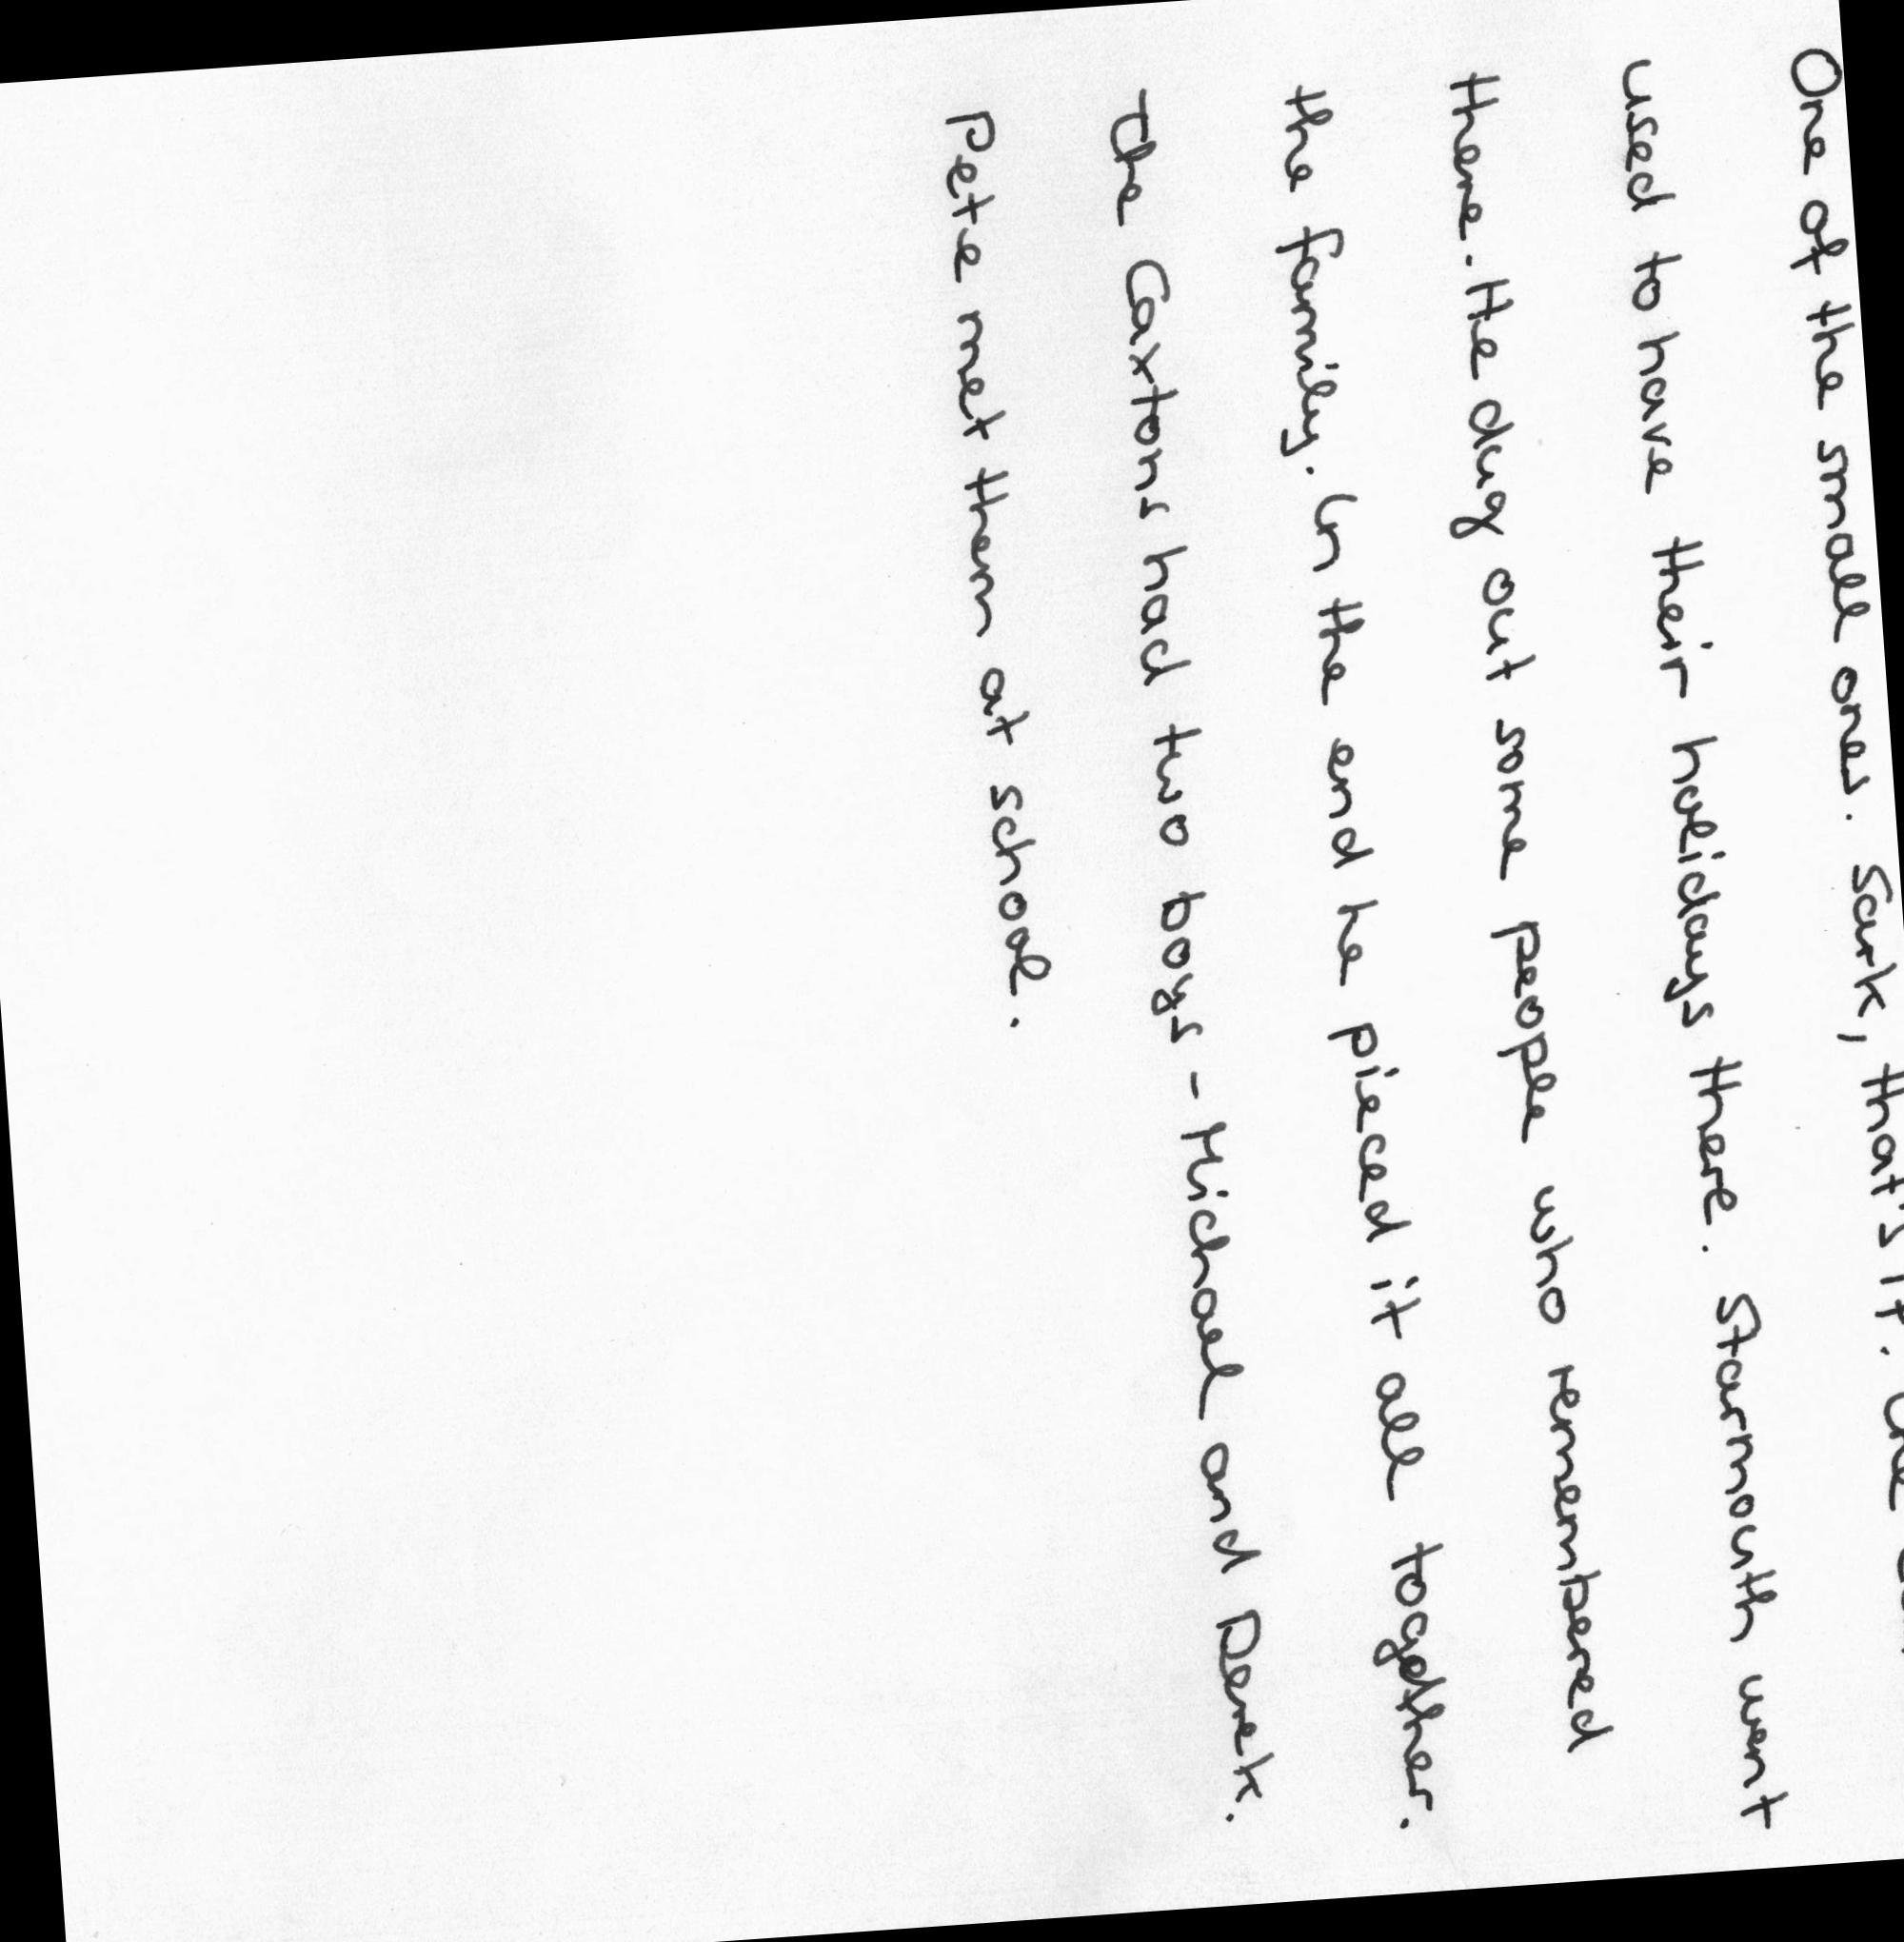 One of the small ones. Sark, that's it. The
used to have their holidays there. Starmouth went
there. He dug out some people who remembered
the family. In the end he pieced it all together.
The Caxtons had two boys - Michael and Derek.
Pete met them at school.